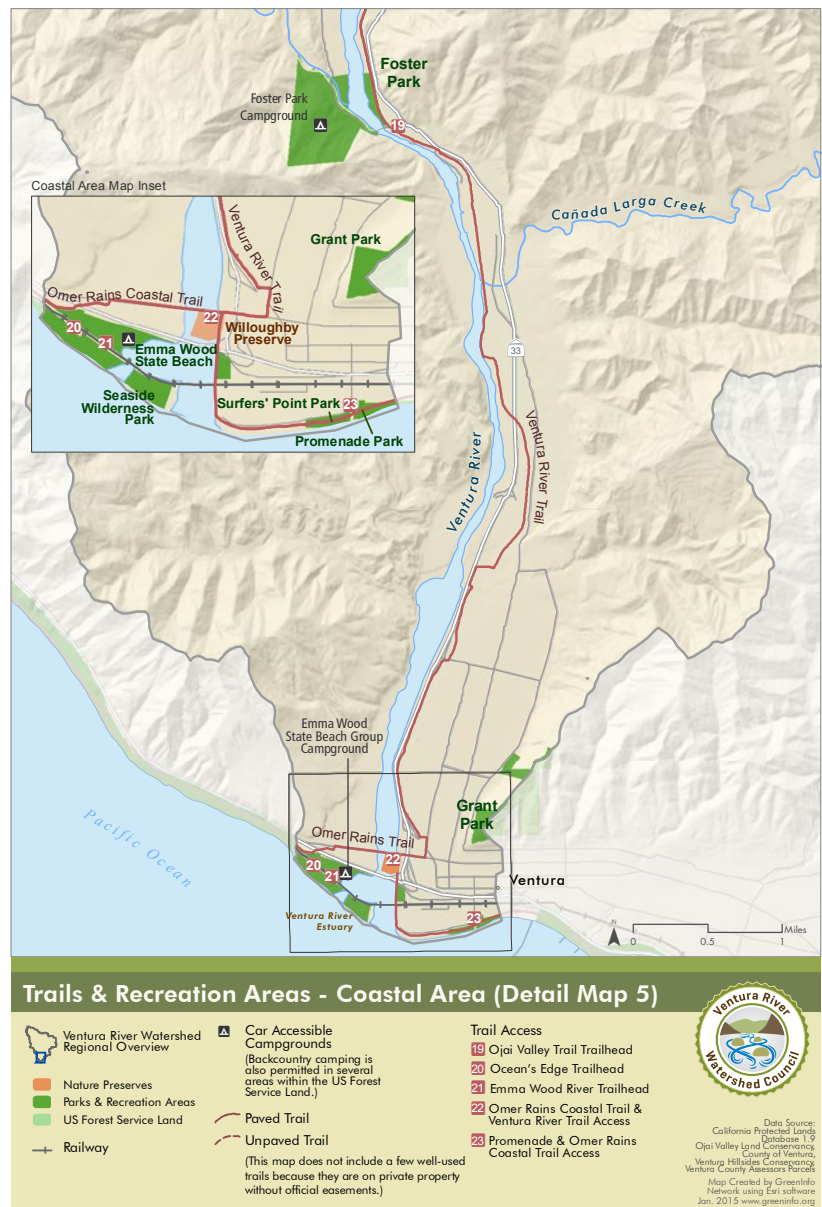 Foster
Park
Foster Park
Campground
19
Coastal Area Map Inset
Cañada Larga Creek
Ventura River Trail
Grant Park
Omer Rains Coastal Trail
22
20
Willoughby
Preserve
21
Emma Wood
State Beach
Seaside
Wilderness
Park
Surfers' Point Park
23
Promenade Park
33
Ventura River
Ventura River Trail
Emma Wood
State Beach Group
Campground
Grant
Park
Pacific Ocean
Omer Rains Trail
22
20
21
Ventura
Ventura River
Estuary
23
N
Miles
0 0.5 1
Trails & Recreation Areas - Coastal Area (Detail Map 5)
Ventura River Watershed
Regional Overview
Nature Preserves
Parks & Recreation Areas
US Forest Service Land
Railway
Car Accessible
Campgrounds
(Backcountry camping is
also permitted in several
areas within the US Forest
Service Land.)
Paved Trail
Unpaved Trail
(This map does not include a few well-used
trails because they are on private property
without official easements.)
Trail Access
19 Ojai Valley Trail Trailhead
20 Ocean's Edge Trailhead
21 Emma Wood River Trailhead
22 Omer Rains Coastal Trail &
Ventura River Trail Access
23 Promenade & Omer Rains
Coastal Trail Access
Ventura River
Watershed Council
Data Source:
California Protected Lands
Database 1.9
Ojai Valley Land Conservancy,
County of Ventura,
Ventura Hillsides Conservancy,
Ventura County Assessors Parcels
Map Created by GreenInfo
Network using Esri software
Jan. 2015 www.greeninfo.org